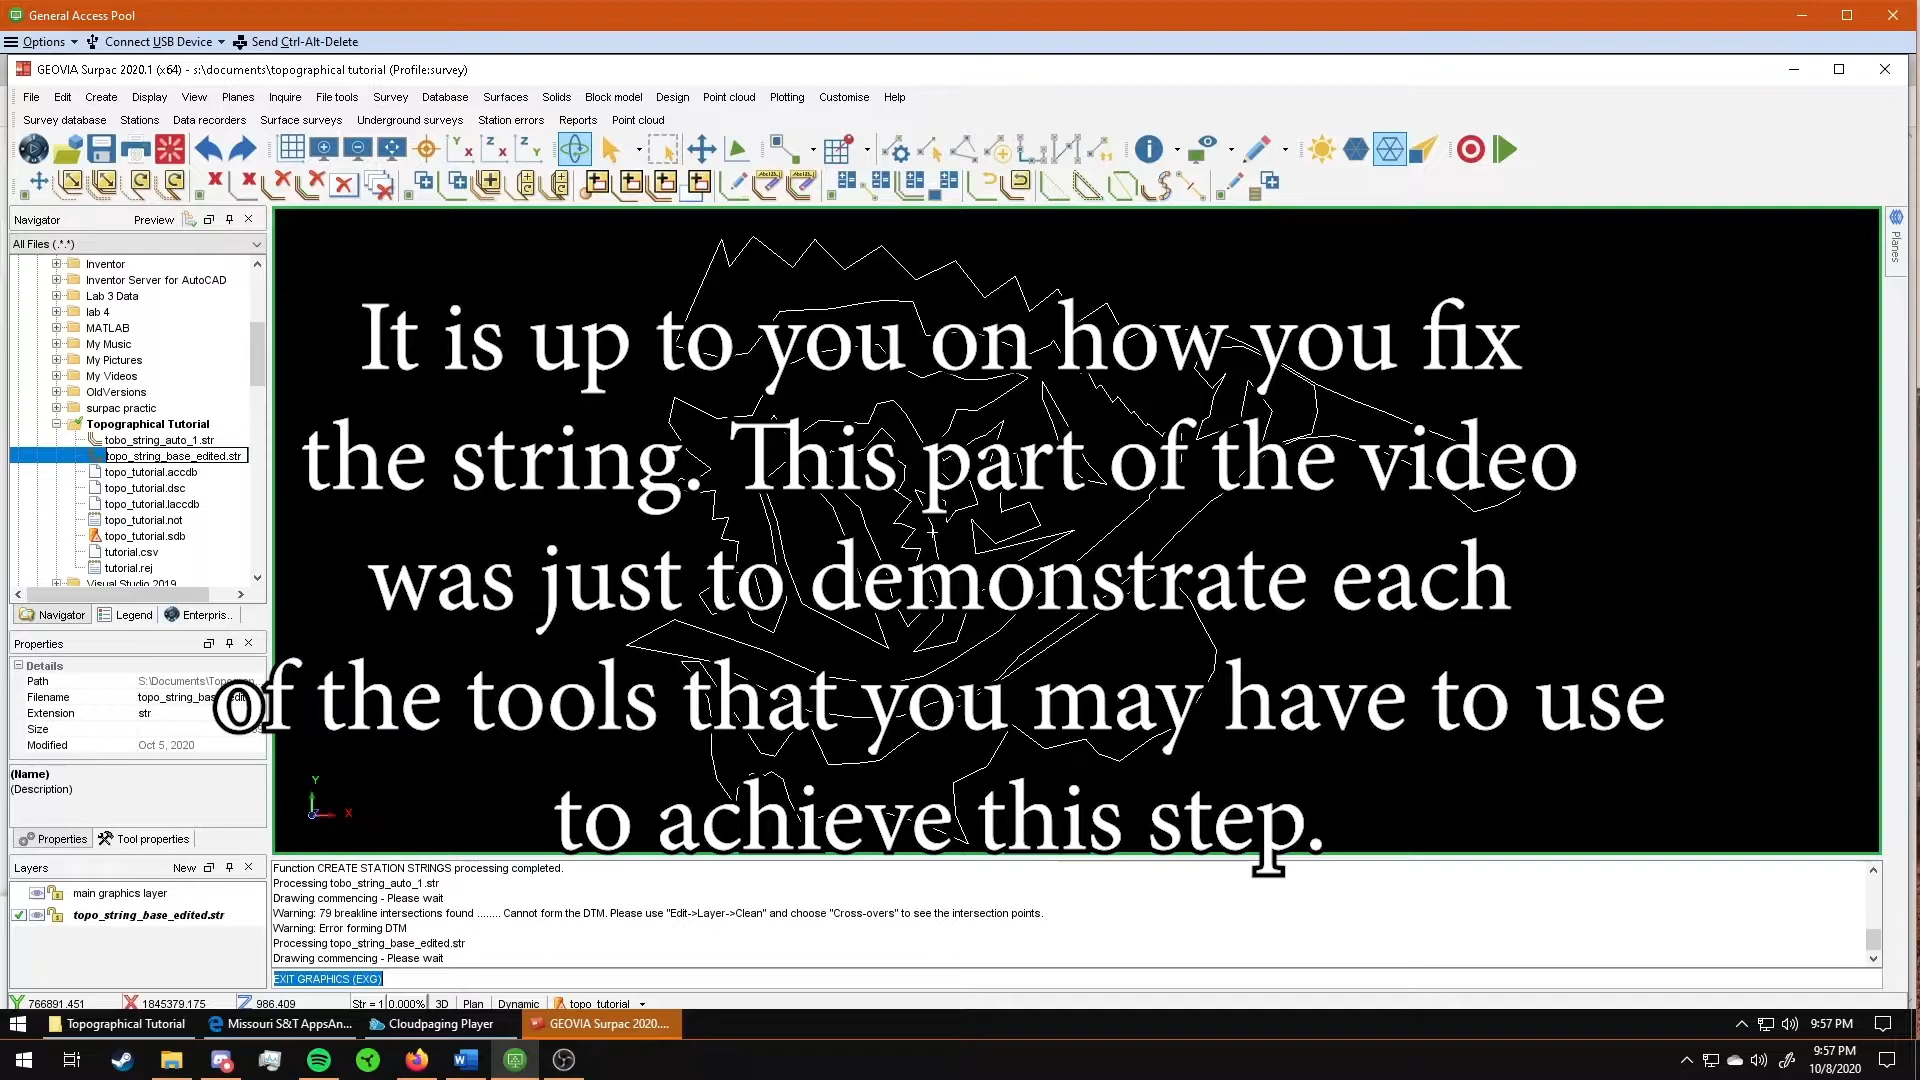 General Access Pool
Options Connect USB Device Send Ctrl-Alt-Delete
GEOVIA Surpac 2020.1 (x64) - s:\documents\topographical tutorial (Profile:survey)
File Edit Create Display View Planes Inquire File tools Survey Database Surfaces Solids Block model Design Point cloud Plotting Customise Help
Survey database Stations Data recorders Surface surveys Underground surveys Station errors Reports Point cloud
Navigator Preview
All Files (*.*)
Inventor
Inventor Server for AutoCAD
Lab 3 Data
lab 4
MATLAB
My Music
My Pictures
My Videos
OldVersions
surpac practic
Topographical Tutorial
tobo_string_auto_1.str
topo_string_base_edited.str
topo_tutorial.accdb
topo_tutorial.dsc
topo_tutorial.laccdb
topo_tutorial.not
topo_tutorial.sdb
tutorial.csv
tutorial.rej
Visual Studio 2019
Navigator Legend Enterpris..
Properties
Details
Path S:\Documents\Topo
Filename topo_string_bas
Extension str
Size
Modified Oct 5, 2020
(Name)
(Description)
Properties Tool properties
Layers New
main graphics layer
topo_string_base_edited.str
Planes
It is up to you on how you fix
the string. This part of the video
was just to demonstrate each
of the tools that you may have to use
to achieve this step.
Y
X
Z
Function CREATE STATION STRINGS processing completed.
Processing tobo_string_auto_1.str
Drawing commencing - Please wait
Warning: 79 breakline intersections found ........ Cannot form the DTM. Please use "Edit->Layer->Clean" and choose "Cross-overs" to see the intersection points.
Warning: Error forming DTM
Processing topo_string_base_edited.str
Drawing commencing - Please wait
EXIT GRAPHICS (EXG)
Y 766891.451 X 1845379.175 Z 986.409 Str = 1 0.000% 3D Plan Dynamic topo_tutorial
Topographical Tutorial Missouri S&T AppsAn... Cloudpaging Player GEOVIA Surpac 2020.... 9:57 PM
9:57 PM
10/8/2020